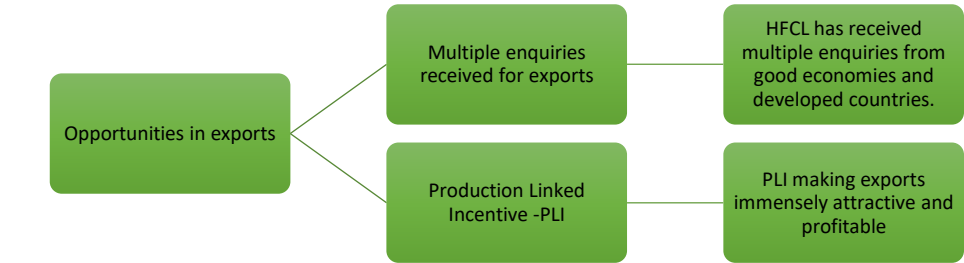 Opportunities in exports
Multiple enquiries
received for exports
HFCL has received
multiple enquiries from
good economies and
developed countries.
Production Linked
Incentive -PLI
PLI making exports
immensely attractive and
profitable